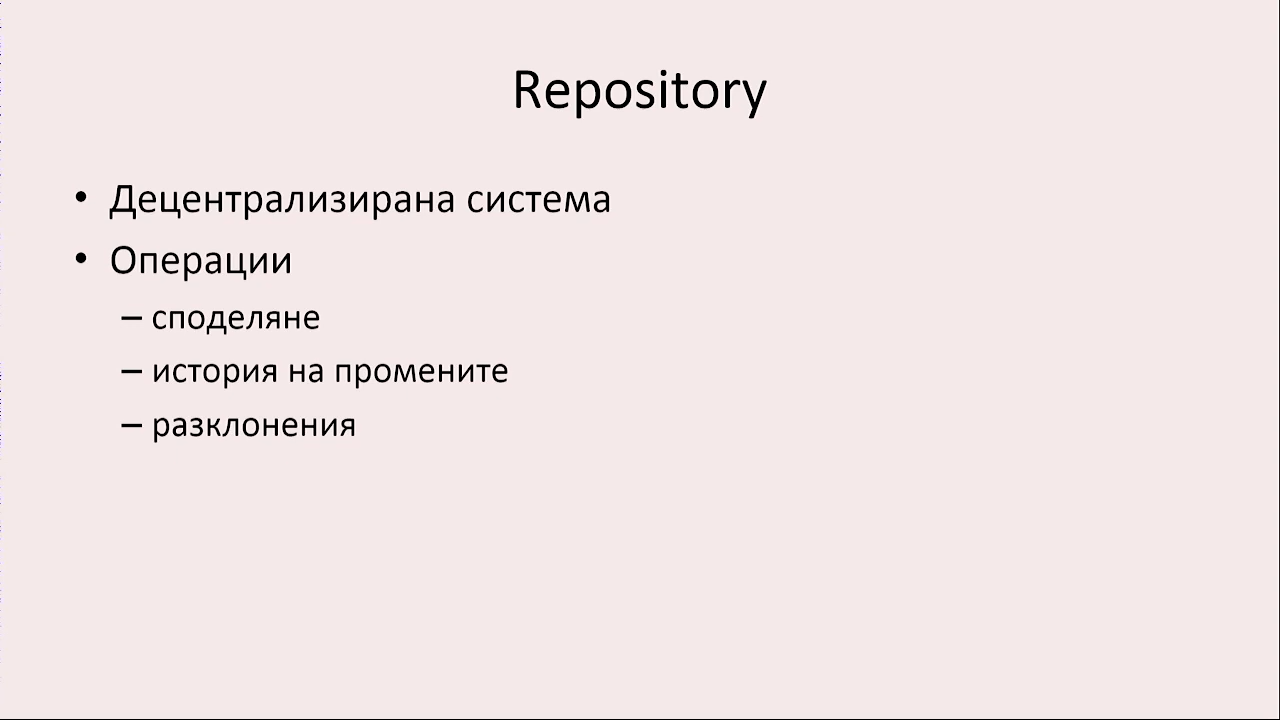 Repository
• Децентрализирана система
• Операции
– споделяне
– история на промените
– разклонения